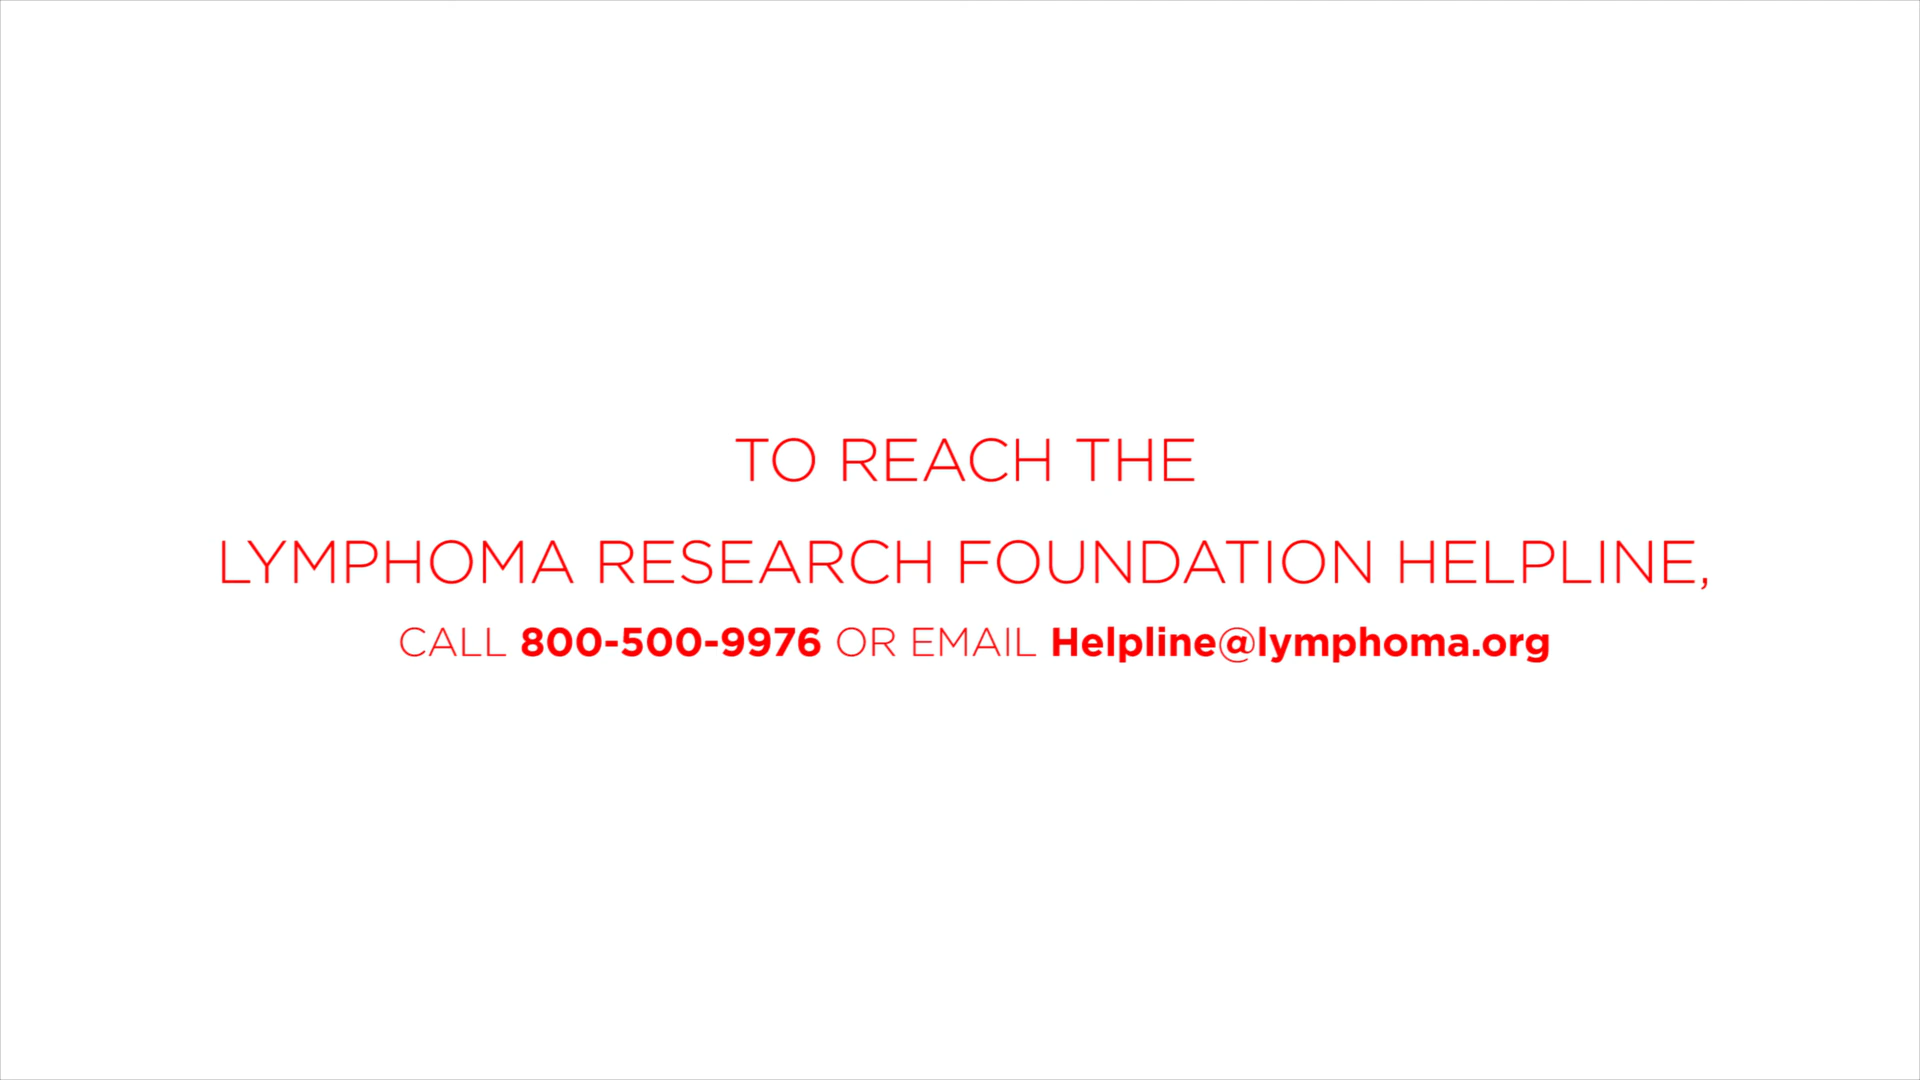 TO REACH THE
LYMPHOMA RESEARCH FOUNDATION HELPLINE,
CALL 800-500-9976 OR EMAIL Helpline@lymphoma.org